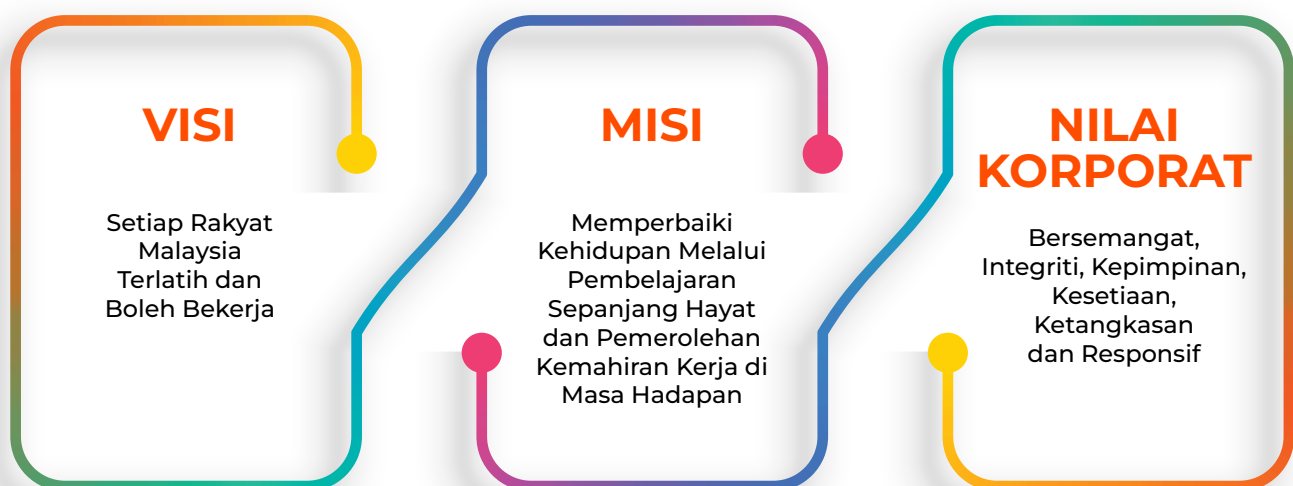 VISI
Setiap Rakyat
Malaysia
Terlatih dan
Boleh Bekerja
MISI
Memperbaiki
Kehidupan Melalui
Pembelajaran
Sepanjang Hayat
dan Pemerolehan
Kemahiran Kerja di
Masa Hadapan
NILAI
KORPORAT
Bersemangat,
Integriti, Kepimpinan,
Kesetiaan,
Ketangkasan
dan Responsif